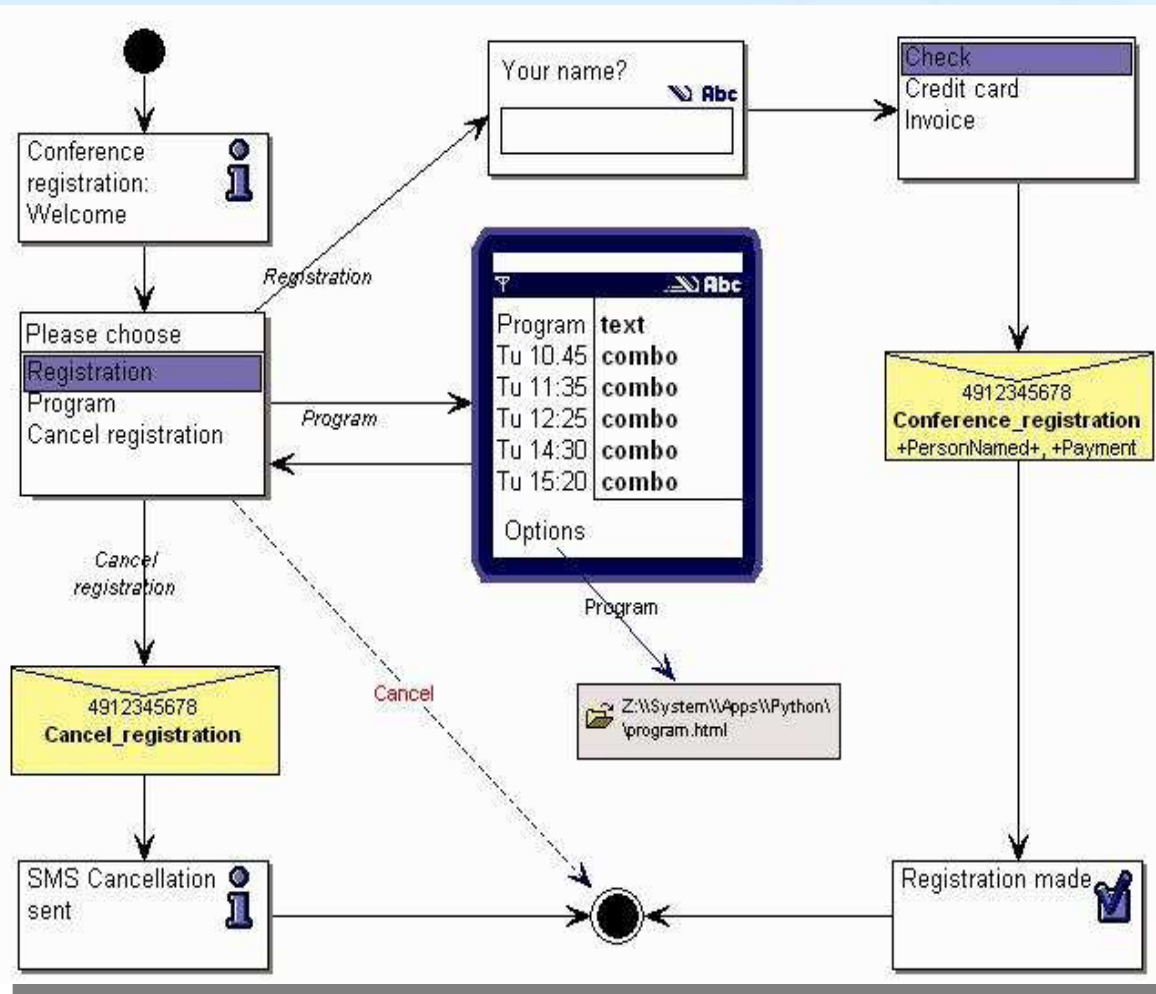 Conference
registration:
Welcome
Please choose
Registration
Program
Cancel registration
Registration
Your name?
Abc
Check
Credit card
Invoice
Program
Abc
Program text
Tu 10.45 combo
Tu 11:35 combo
Tu 12:25 combo
Tu 14:30 combo
Tu 15:20 combo
Options
Program
Z:\\System\\Apps\\Python\
\program.html
4912345678
Conference_registration
+PersonNamed+, +Payment
Cancel
registration
Cancel
4912345678
Cancel_registration
SMS Cancellation
sent
Registration made